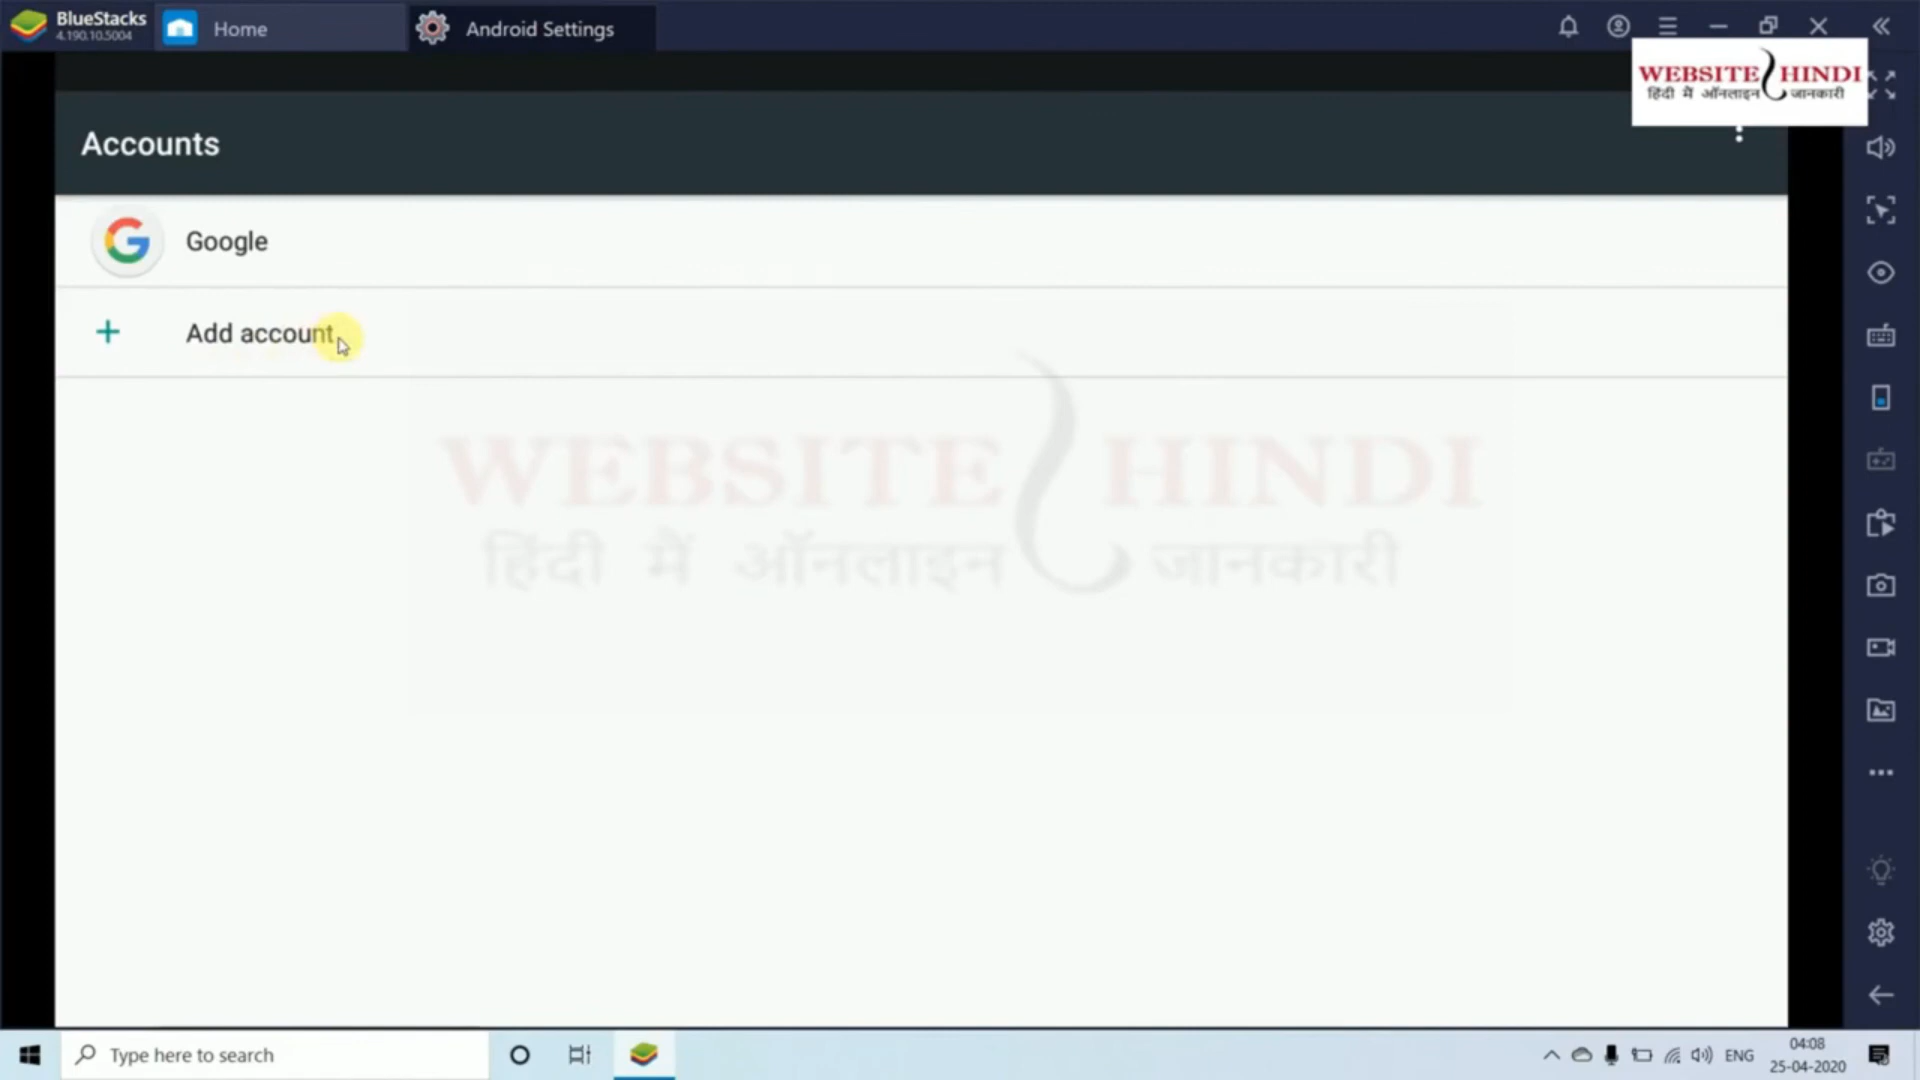 BlueStacks
4.190.10.5004
Home
Android Settings
WEBSITE HINDI
हिंदी में ऑनलाइन जानकारी
Accounts
Google
Add account
WEBSITE HINDI
हिंदी में ऑनलाइन जानकारी
Type here to search
ENG
04:08
25-04-2020